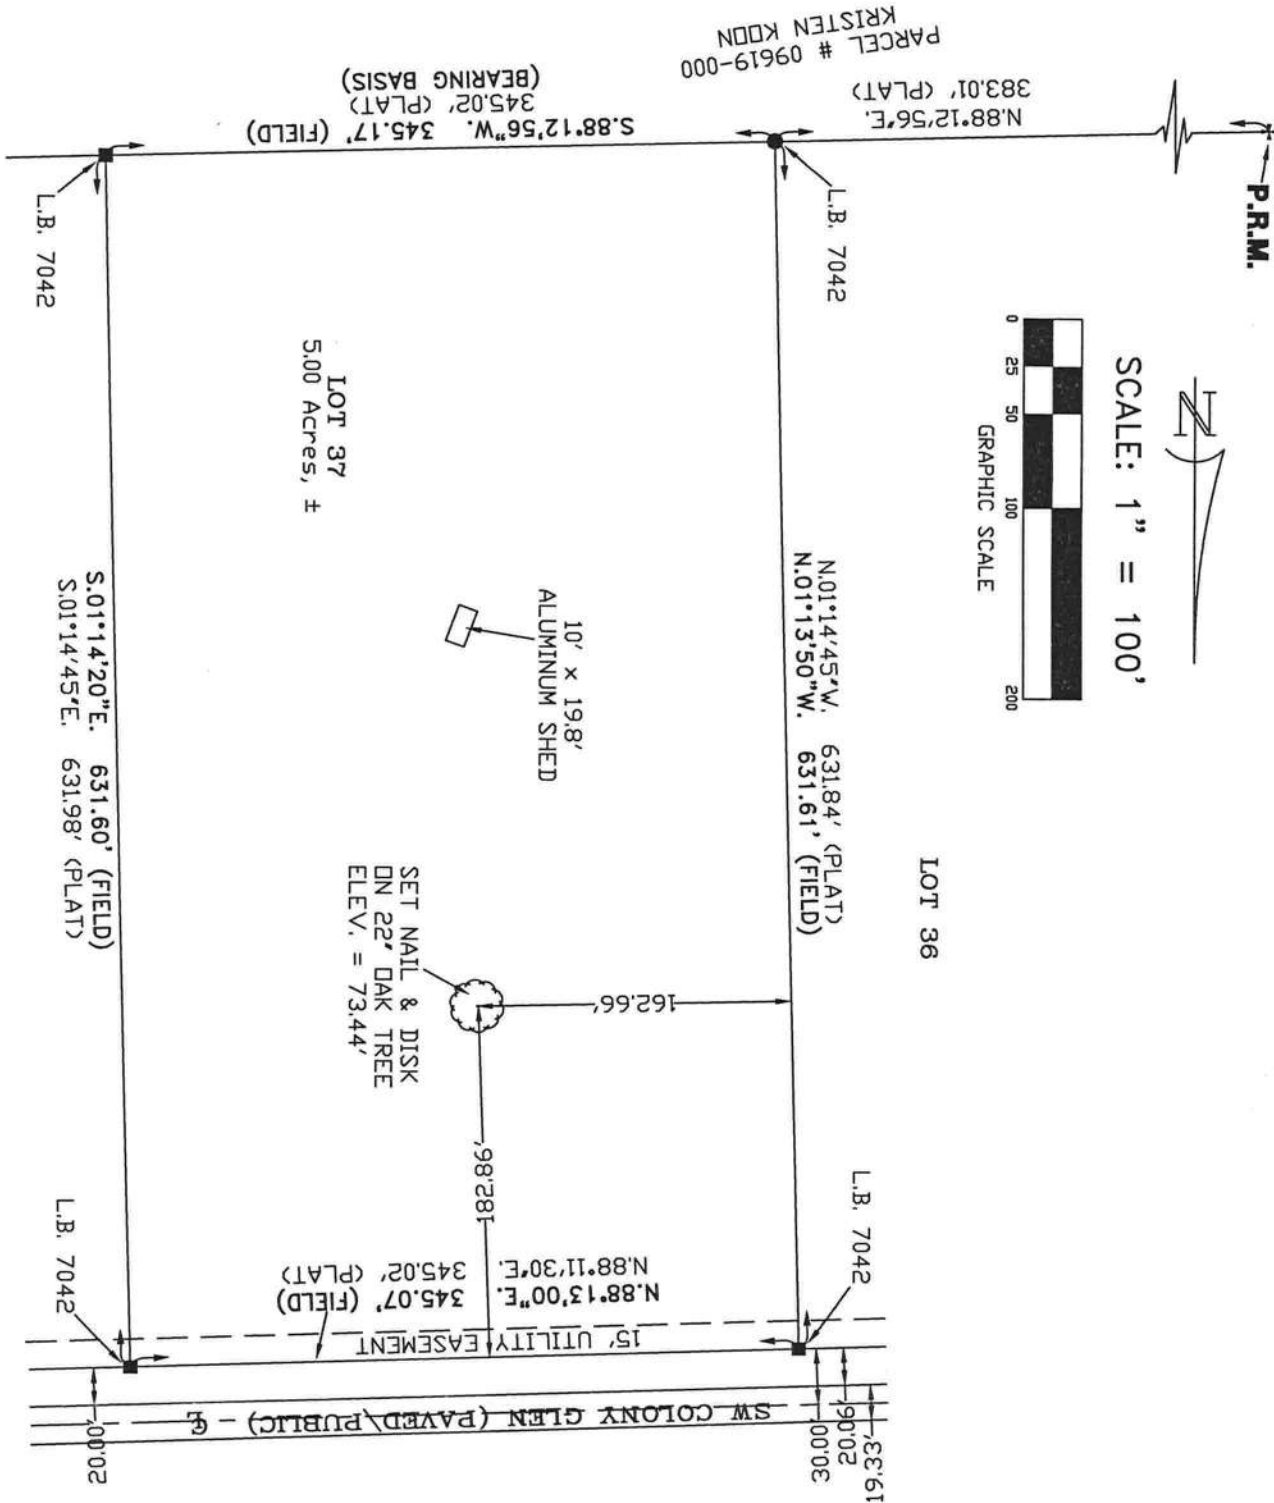 PARCEL # 09619-000
KRISTEN KOON
N.88°12'56"E.
383.01' (PLAT)
P.R.M.
S.88°12'56"W. 345.17' (FIELD)
345.02' (PLAT)
(BEARING BASIS)
L.B. 7042
L.B. 7042
SCALE: 1" = 100'
N
0 25 50 100 200
GRAPHIC SCALE
LOT 37
5.00 Acres, ±
10' x 19.8'
ALUMINUM SHED
N.01°14'45"W. 631.84' (PLAT)
N.01°13'50"W. 631.61' (FIELD)
LOT 36
S.01°14'20"E. 631.60' (FIELD)
S.01°14'45"E. 631.98' (PLAT)
SET NAIL & DISK
ON 22" OAK TREE
ELEV. = 73.44'
162.66'
182.86'
L.B. 7042
L.B. 7042
N.88°11'30"E. 345.02' (PLAT)
N.88°13'00"E. 345.07' (FIELD)
15' UTILITY EASEMENT
SW COLONY GLEN (PAVED/PUBLIC) ℄
20.00'
30.00'
20.06'
19.33'